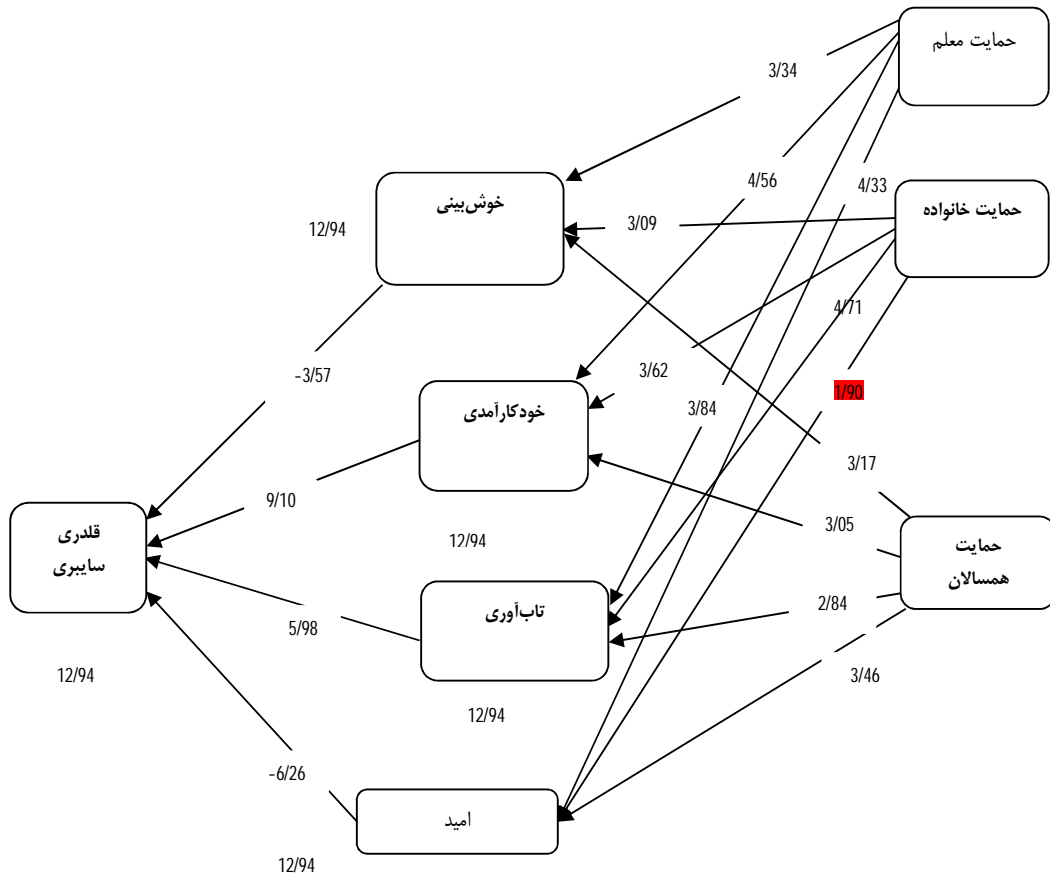 حمایت معلم
3/34
4/56
4/33
حمایت خانواده
خوش‌بینی
12/94
3/09
4/71
-3/57
3/62
1/90
3/84
خودکارآمدی
3/17
9/10
3/05
12/94
قلدری
سایبری
حمایت
همسالان
تاب‌آوری
2/84
5/98
12/94
3/46
12/94
-6/26
امید
12/94